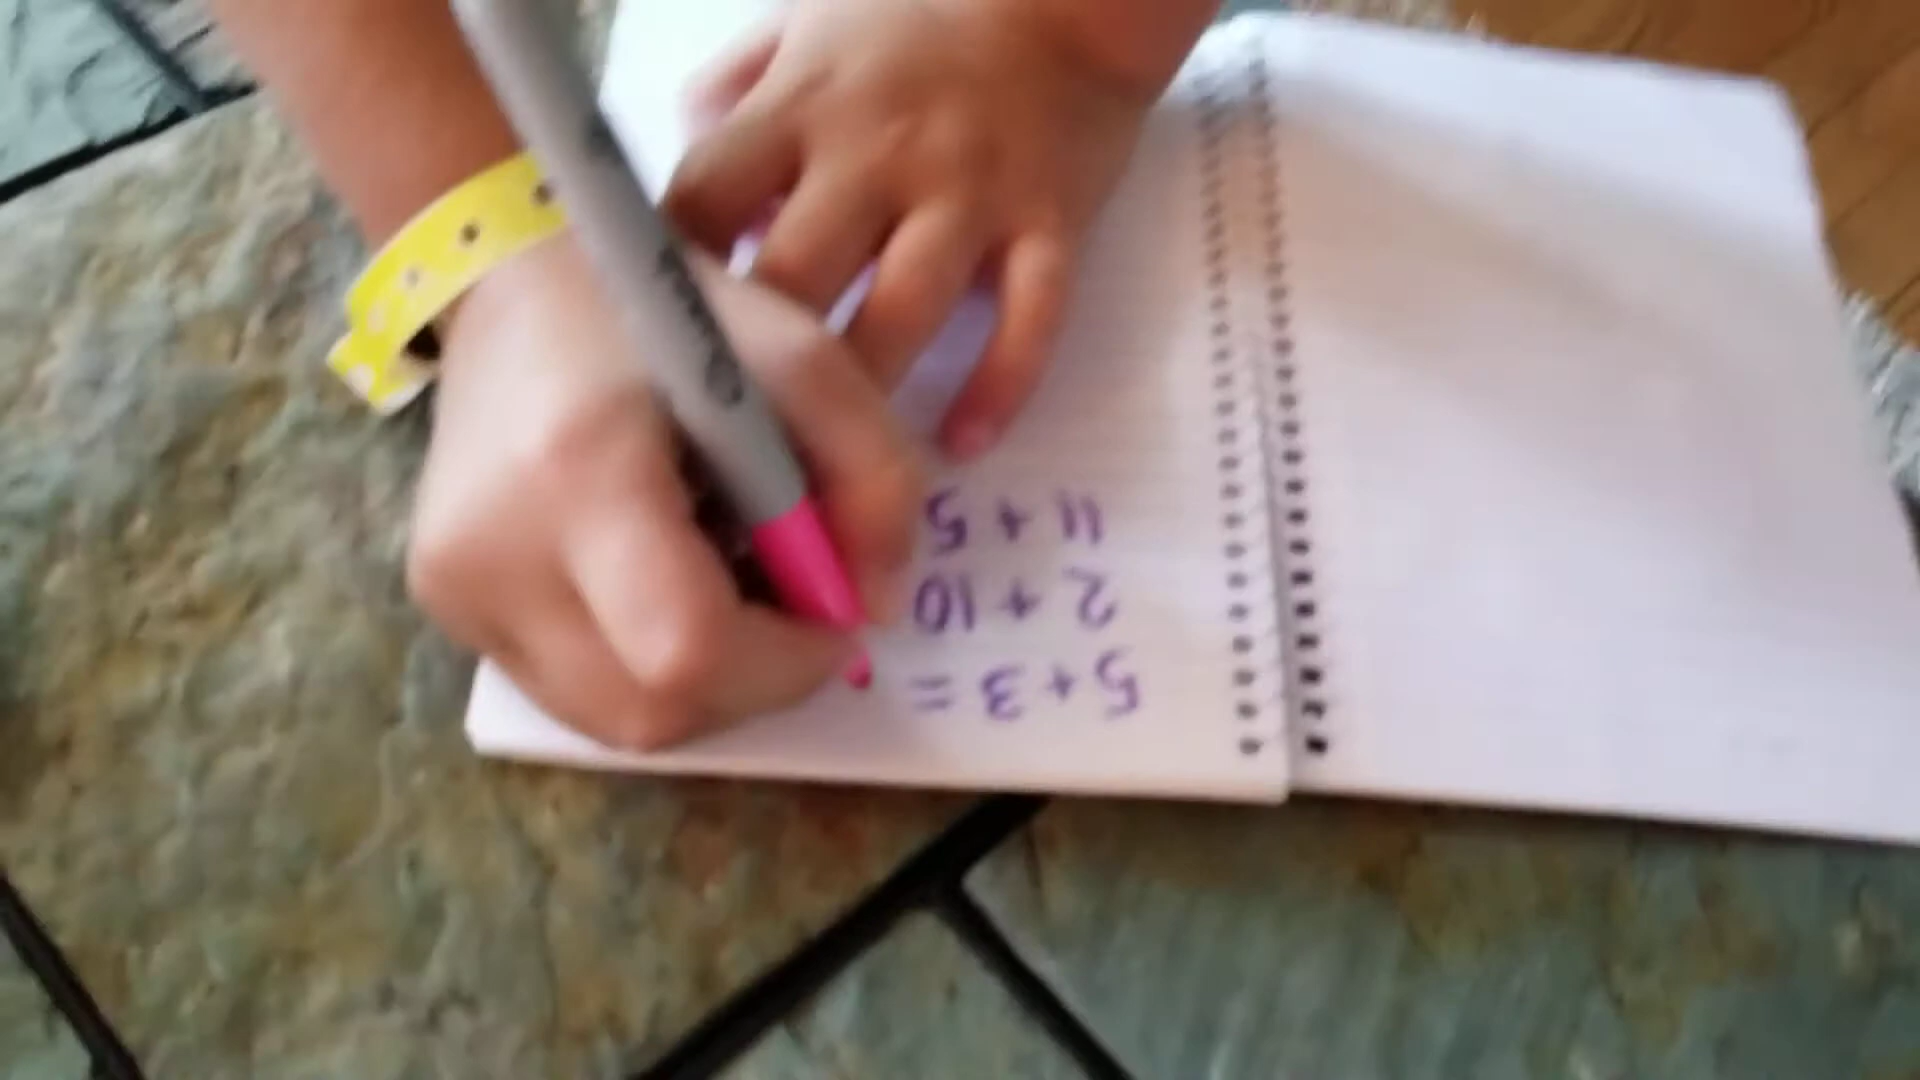 5 + 3 =
2 + 10
11 + 5